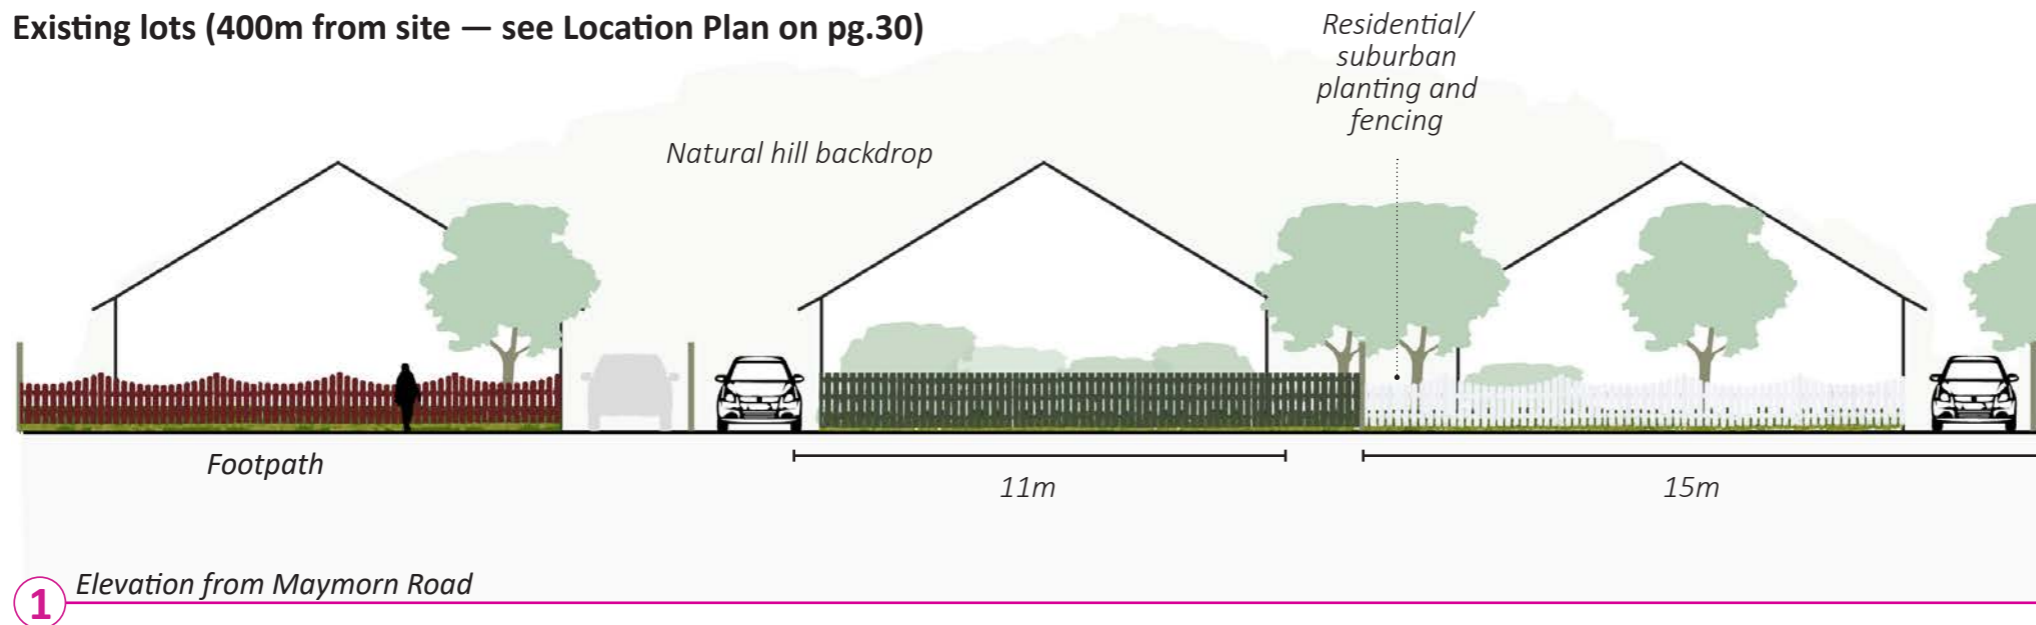 Existing lots (400m from site — see Location Plan on pg.30)
Residential/
suburban
planting and
fencing
Natural hill backdrop
Footpath
11m
15m
1
Elevation from Maymorn Road